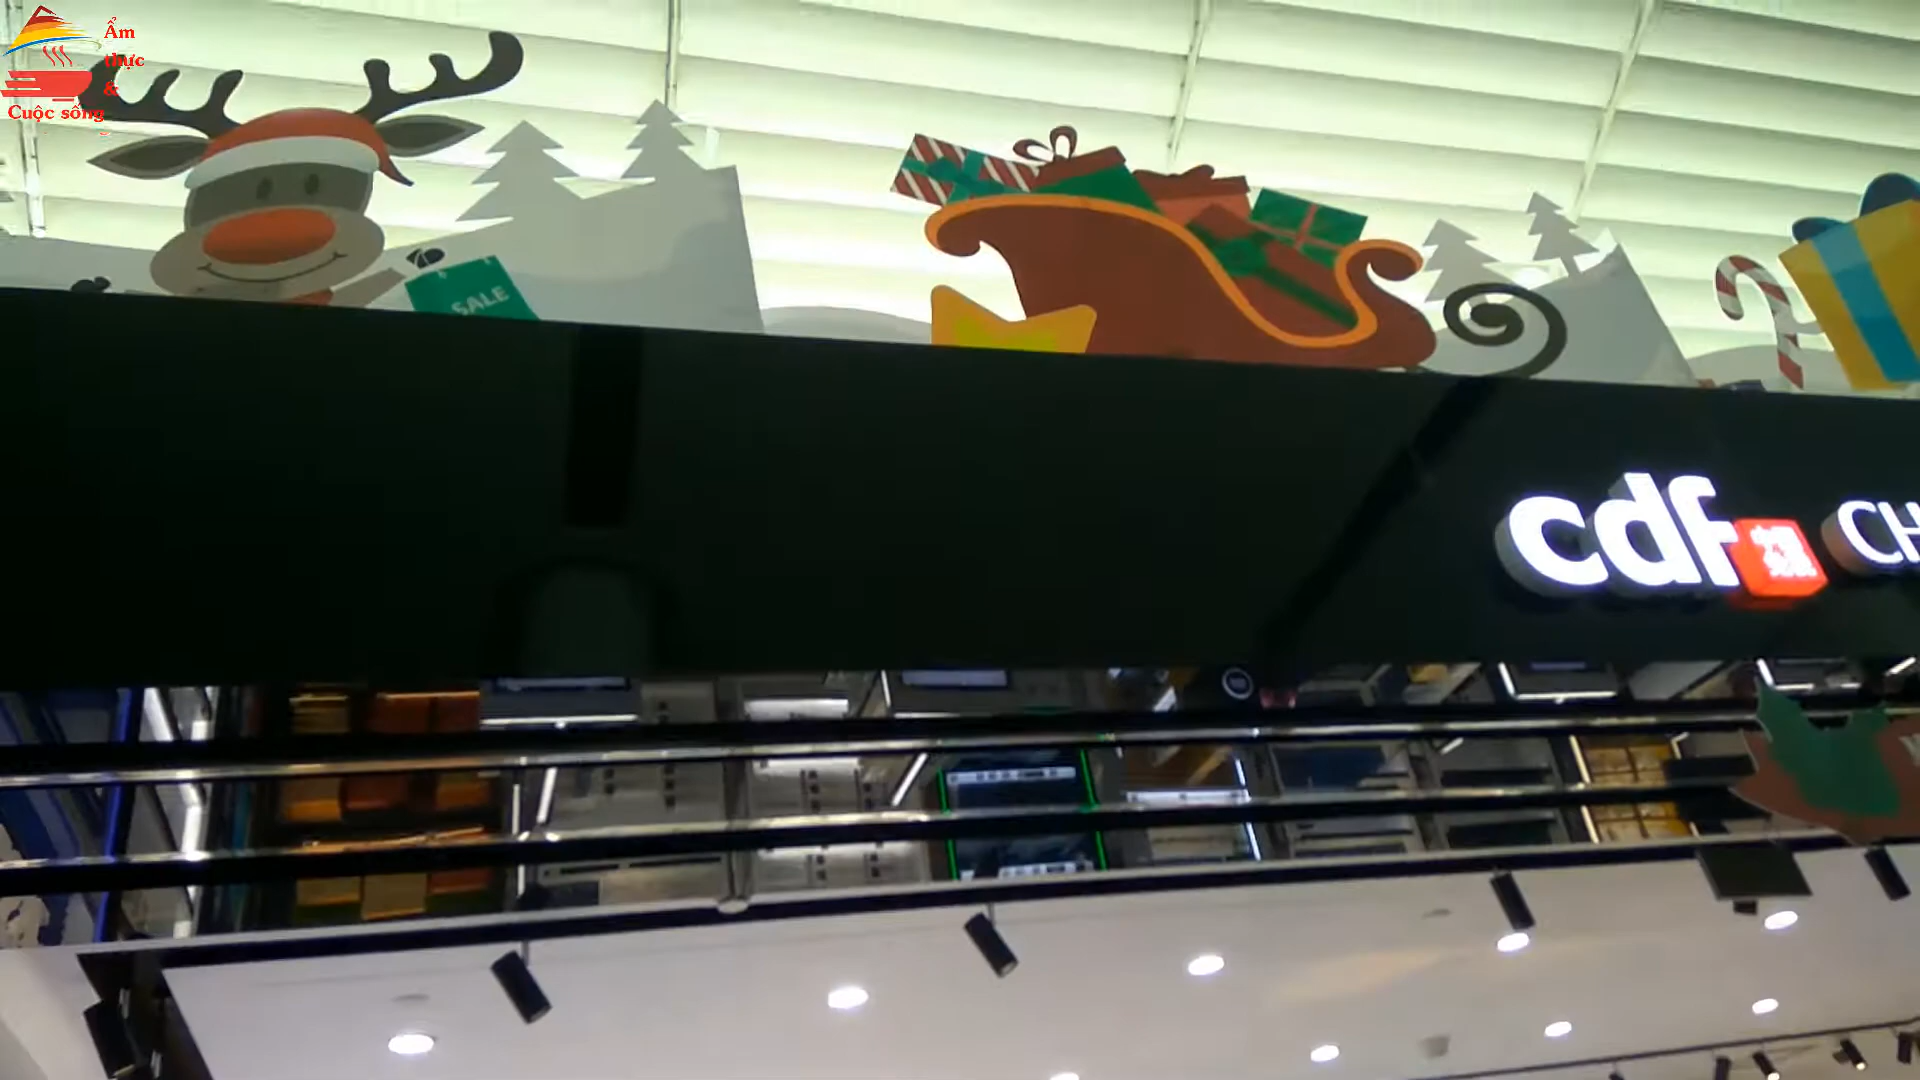 Ẩm
thực
&
Cuộc sống
SALE
cdf
CH